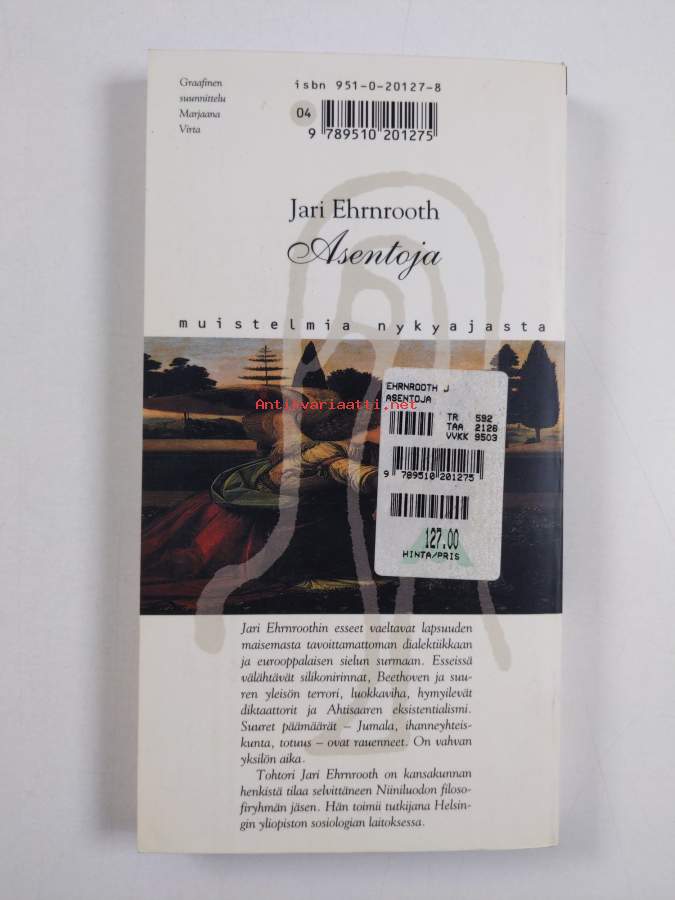 Graafinen
suunnittelu
Marjaana
Virta
isbn 951-0-20127-8
04
9 789510 201275
Jari Ehrnrooth
Asentoja
muistelmia nykyajasta
Antikvariaatti.net
EHRNROOTH J
ASENTOJA
TR 592
TAA 2126
VVKK 9503
9 789510 201275
127.00
HINTA/PRIS
Jari Ehrnroothin esseet vaeltavat lapsuuden
maisemasta tavoittamattoman dialektiikkaan
ja eurooppalaisen sielun surmaan. Esseissä
välähtävät silikonirinnat, Beethoven ja suu-
ren yleisön terrori, luokkaviha, hymyilevät
diktaattorit ja Ahtisaaren eksistentialismi.
Suuret päämäärät – Jumala, ihanneyhteis-
kunta, totuus – ovat rauenneet. On vahvan
yksilön aika.
Tohtori Jari Ehrnrooth on kansakunnan
henkistä tilaa selvittäneen Niiniluodon filoso-
firyhmän jäsen. Hän toimii tutkijana Helsin-
gin yliopiston sosiologian laitoksessa.